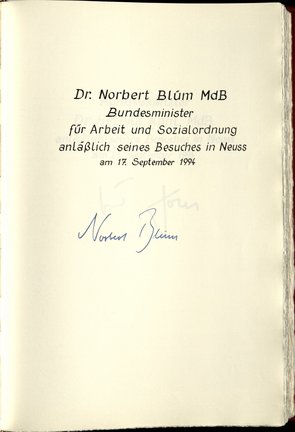 Dr. Norbert Blüm MdB
Bundesminister
für Arbeit und Sozialordnung
anläßlich seines Besuches in Neuss
am 17. September 1994
Norbert Blüm